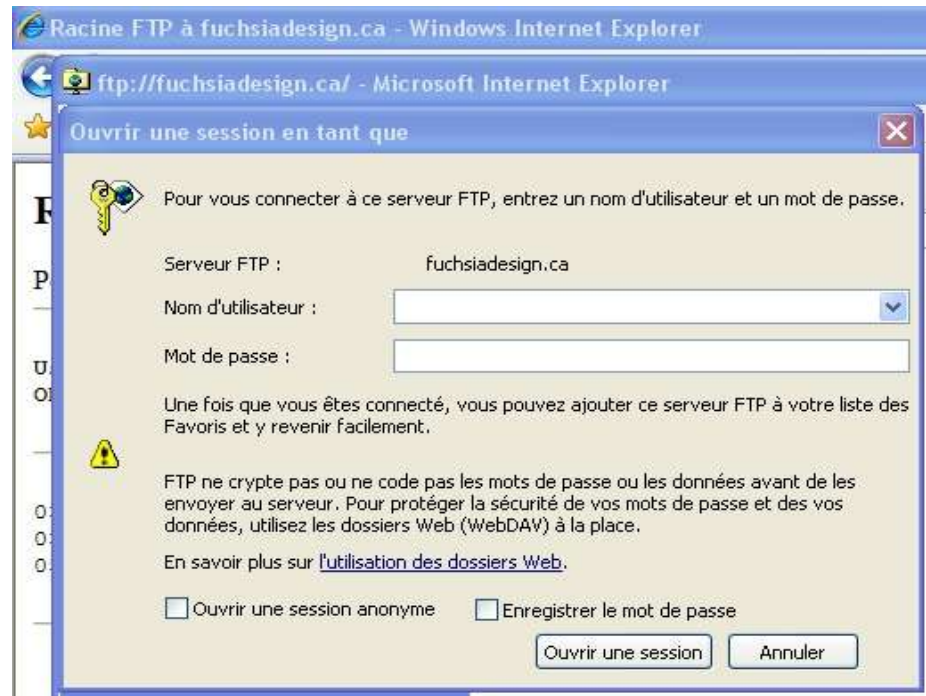 Racine FTP à fuchsiadesign.ca - Windows Internet Explorer
ftp://fuchsiadesign.ca/ - Microsoft Internet Explorer
Ouvrir une session en tant que
Pour vous connecter à ce serveur FTP, entrez un nom d'utilisateur et un mot de passe.
Serveur FTP : fuchsiadesign.ca
Nom d'utilisateur :
Mot de passe :
Une fois que vous êtes connecté, vous pouvez ajouter ce serveur FTP à votre liste des
Favoris et y revenir facilement.
FTP ne crypte pas ou ne code pas les mots de passe ou les données avant de les
envoyer au serveur. Pour protéger la sécurité de vos mots de passe et des vos
données, utilisez les dossiers Web (WebDAV) à la place.
En savoir plus sur l'utilisation des dossiers Web.
Ouvrir une session anonyme Enregistrer le mot de passe
Ouvrir une session Annuler